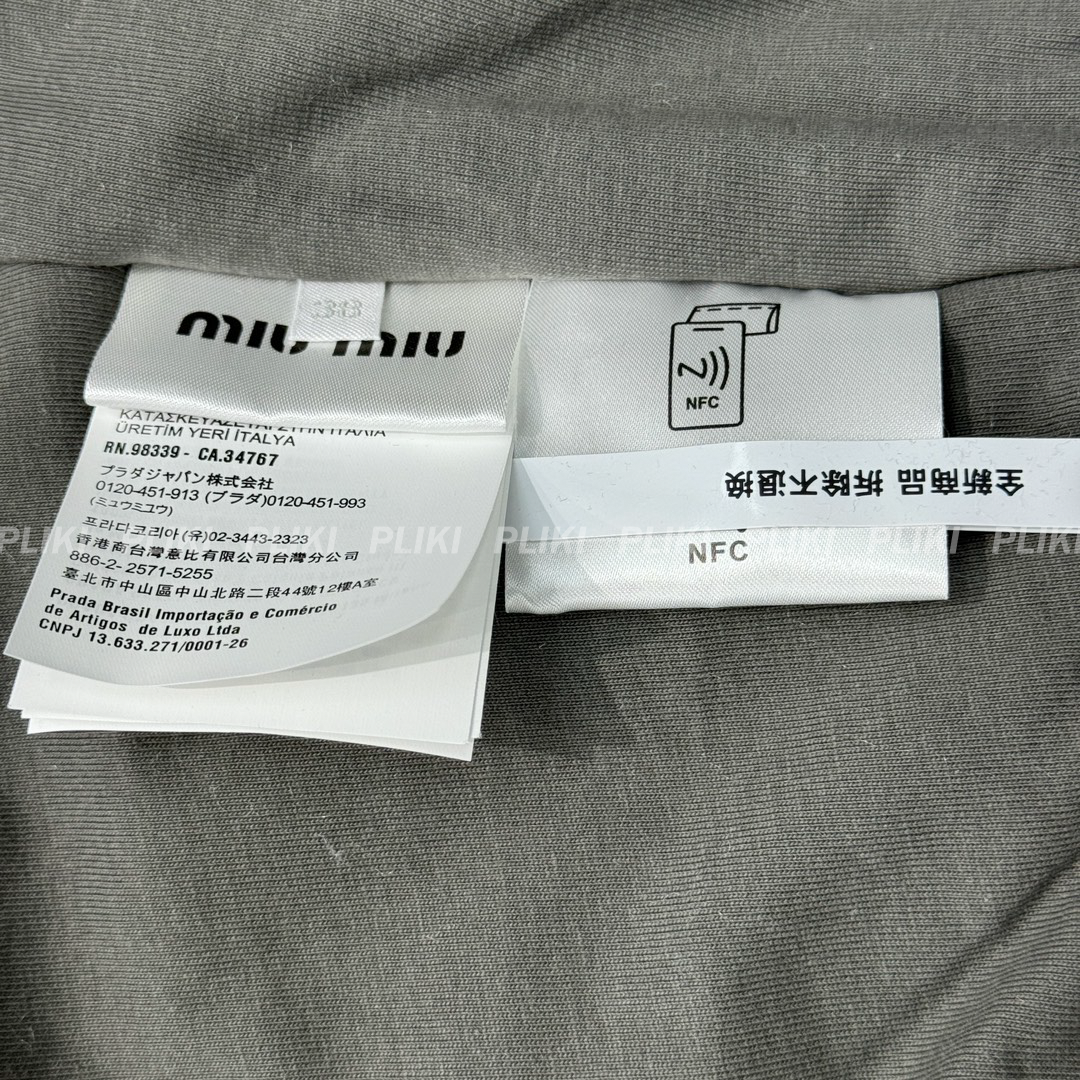 38
miu miu
ΚΑΤΑΣΚΕΥΑΖΕΤΑΙ ΣΤΗΝ ΙΤΑΛΙΑ
ÜRETİM YERİ İTALYA
RN.98339 - CA.34767
プラダジャパン株式会社
0120-451-913 (プラダ)0120-451-993
(ミュウミュウ)
프라다코리아(유)02-3443-2323
香港商台灣意比有限公司台灣分公司
886-2- 2571-5255
臺北市中山區中山北路二段44號12樓A室
Prada Brasil Importação e Comércio
de Artigos de Luxo Ltda
CNPJ 13.633.271/0001-26
NFC
全新商品 拆除不退换
NFC
PLIKI PLIKI PLIKI PLIKI PLIKI PLIKI PLIKI PLIKI